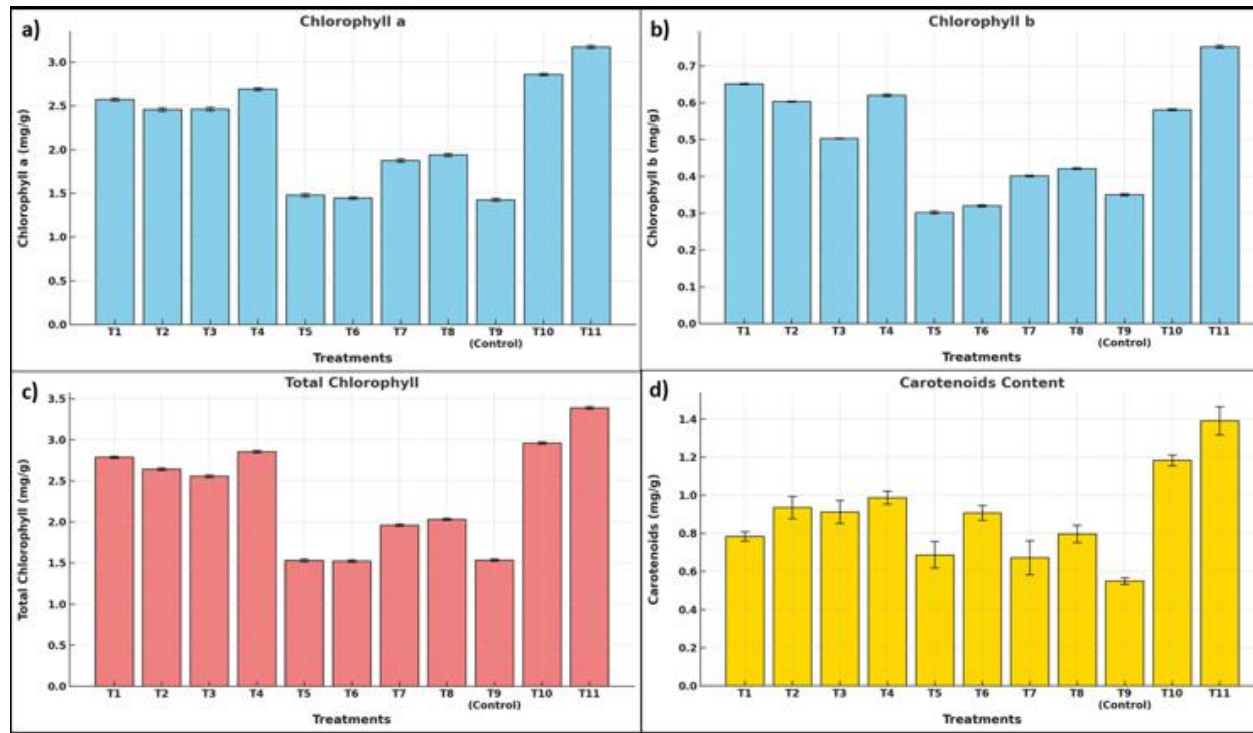 a)
Chlorophyll a
Chlorophyll a (mg/g)
3.0
2.5
2.0
1.5
1.0
0.5
0.0
T1 T2 T3 T4 T5 T6 T7 T8 T9 T10 T11
(Control)
Treatments
b)
Chlorophyll b
Chlorophyll b (mg/g)
0.7
0.6
0.5
0.4
0.3
0.2
0.1
0.0
T1 T2 T3 T4 T5 T6 T7 T8 T9 T10 T11
(Control)
Treatments
c)
Total Chlorophyll
Total Chlorophyll (mg/g)
3.5
3.0
2.5
2.0
1.5
1.0
0.5
0.0
T1 T2 T3 T4 T5 T6 T7 T8 T9 T10 T11
(Control)
Treatments
d)
Carotenoids Content
Carotenoids (mg/g)
1.4
1.2
1.0
0.8
0.6
0.4
0.2
0.0
T1 T2 T3 T4 T5 T6 T7 T8 T9 T10 T11
(Control)
Treatments